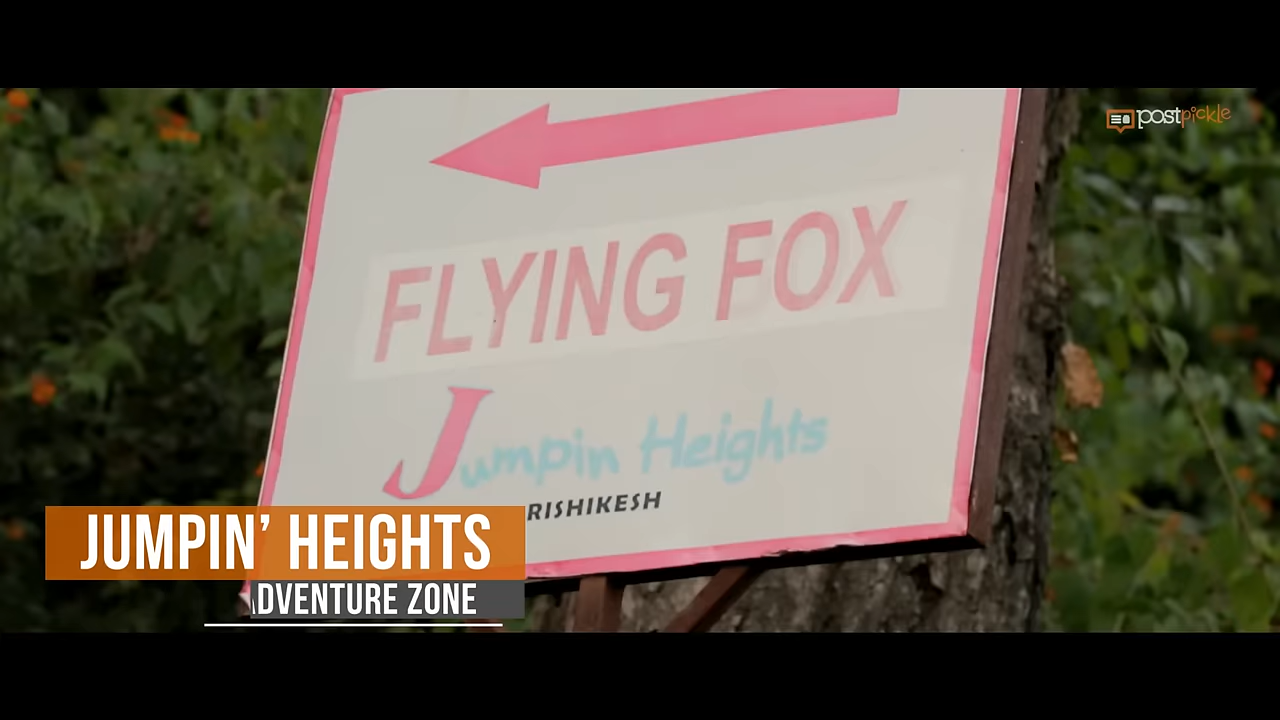 postpickle
FLYING FOX
Jumpin Heights
RISHIKESH
JUMPIN' HEIGHTS
DVENTURE ZONE